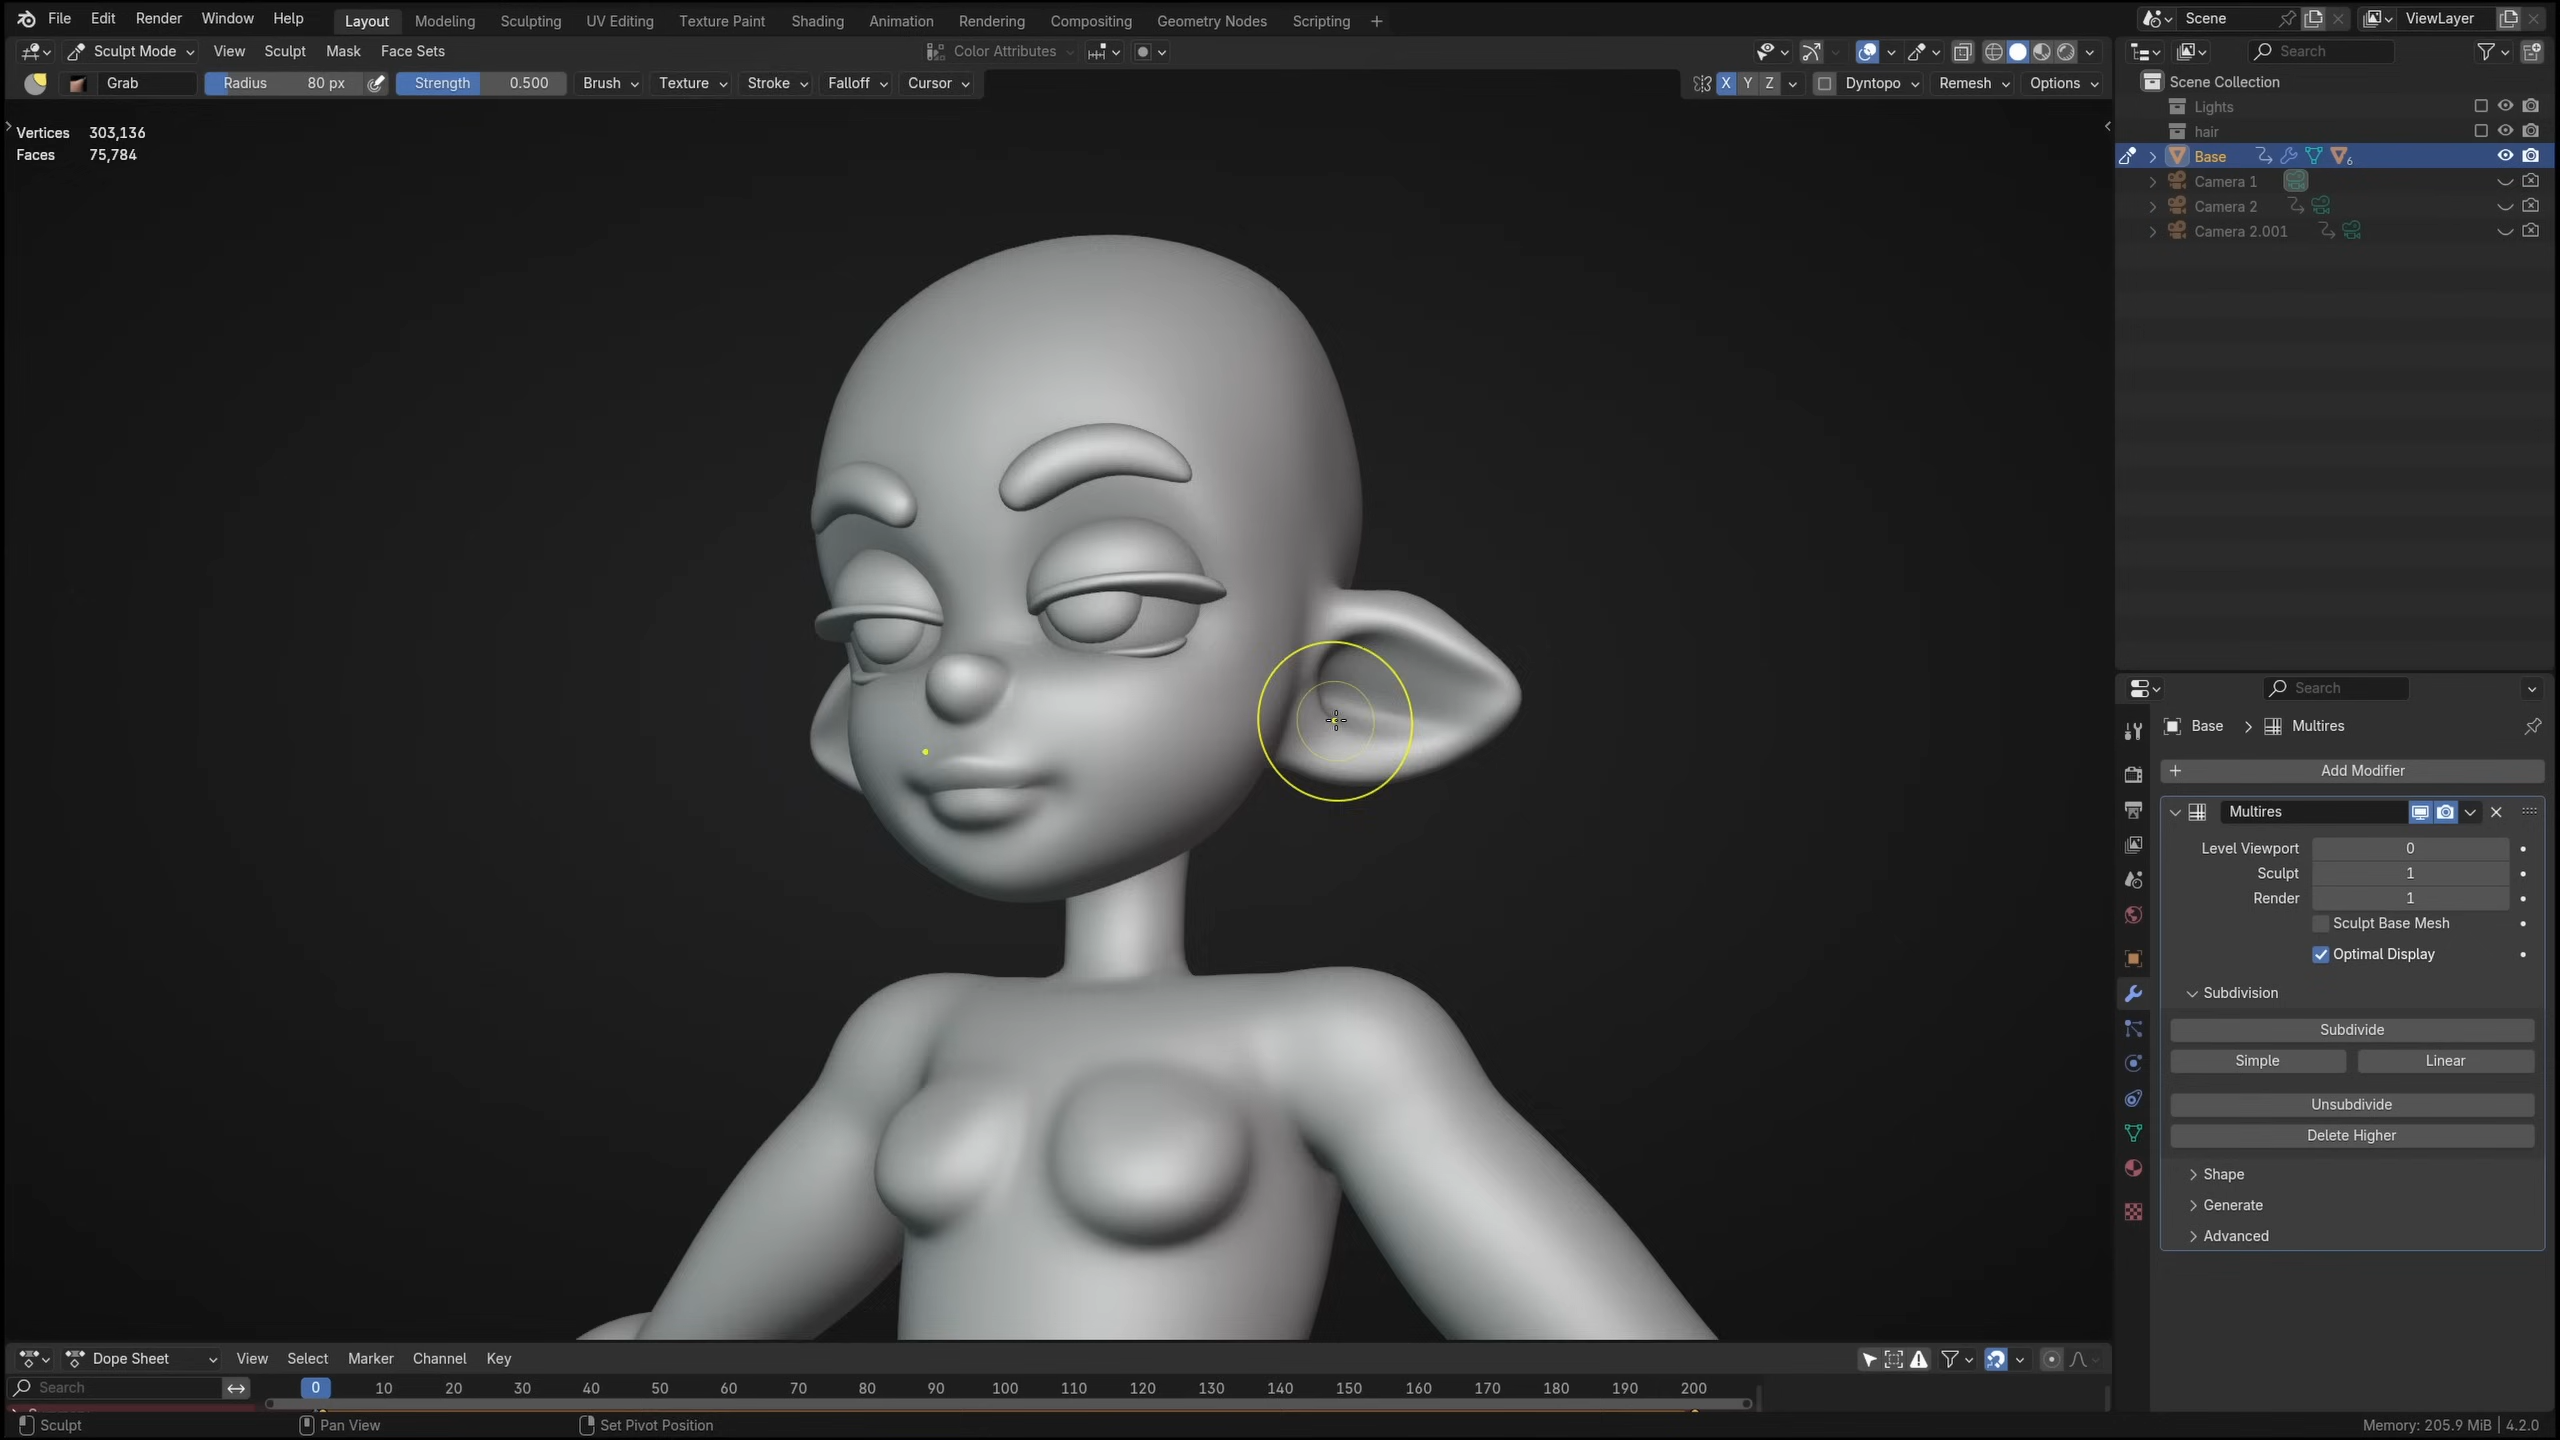 File Edit Render Window Help Layout Modeling Sculpting UV Editing Texture Paint Shading Animation Rendering Compositing Geometry Nodes Scripting + Scene ViewLayer
Sculpt Mode View Sculpt Mask Face Sets Color Attributes Search
Grab Radius 80 px Strength 0.500 Brush Texture Stroke Falloff Cursor X Y Z Dyntopo Remesh Options
Scene Collection
Lights
hair
Base 6
Camera 1
Camera 2
Camera 2.001
Vertices 303,136
Faces 75,784
Search
Base > Multires
+ Add Modifier
Multires
Level Viewport 0
Sculpt 1
Render 1
Sculpt Base Mesh
Optimal Display
Subdivision
Subdivide
Simple Linear
Unsubdivide
Delete Higher
Shape
Generate
Advanced
Dope Sheet View Select Marker Channel Key
Search 0 10 20 30 40 50 60 70 80 90 100 110 120 130 140 150 160 170 180 190 200
Sculpt Pan View Set Pivot Position Memory: 205.9 MiB | 4.2.0